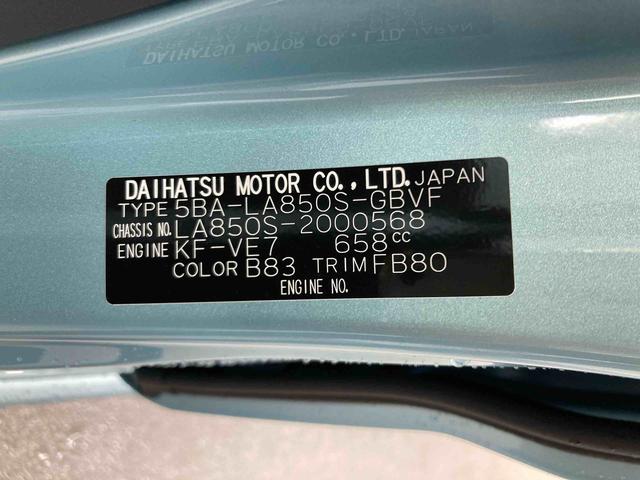 DAIHATSU MOTOR CO., LTD. JAPAN
TYPE 5BA-LA850S-GBVF
CHASSIS NO. LA850S-2000568
ENGINE KF-VE7 658cc
COLOR B83 TRIM FB80
ENGINE NO.